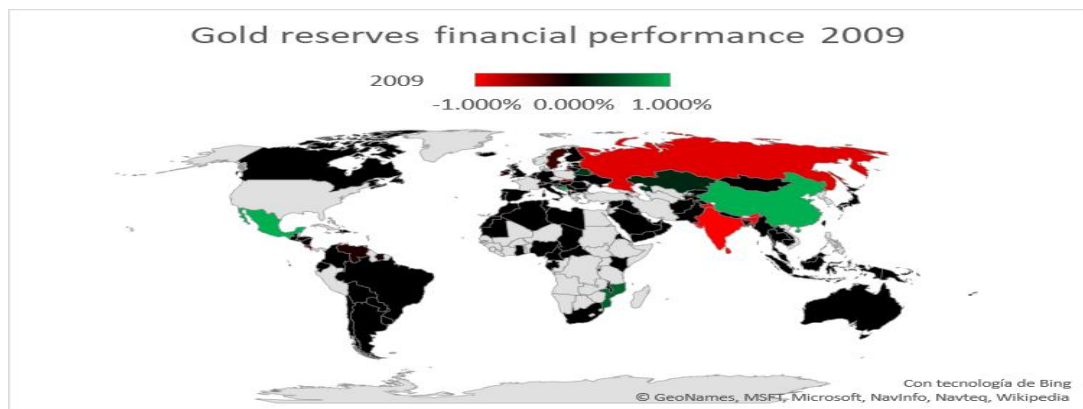 Gold reserves financial performance 2009
2009
-1.000% 0.000% 1.000%
Con tecnología de Bing
© GeoNames, MSFT, Microsoft, NavInfo, Navteq, Wikipedia